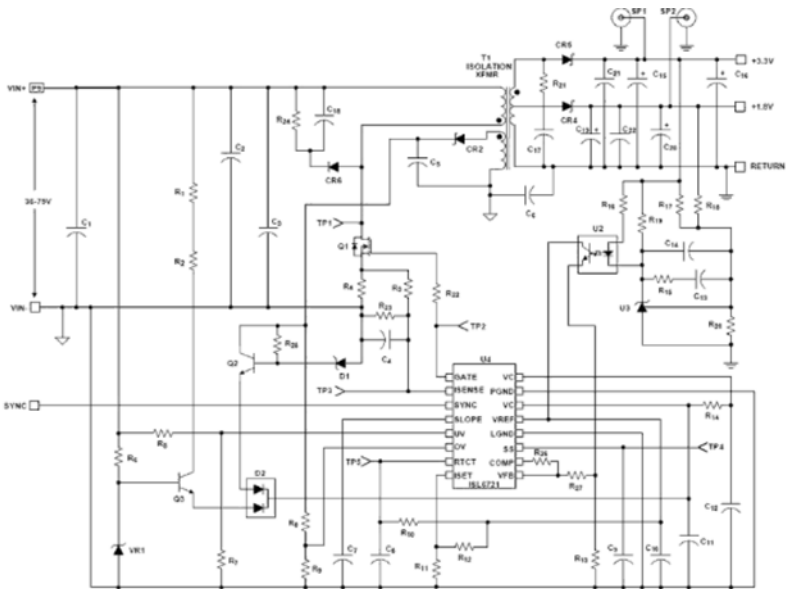 SP1 SP2
T1
ISOLATION
XFMR
CR5
+3.3V
VIN+ P9
C18
R24
C21
C15
C16
R21
+1.8V
CR4
C2
CR2
C17
C22
C20
C5
CR6
RETURN
36-75V
R1
C6
R16
R17
R18
TP1
R19
U2
C1
C3
Q1
R2
C14
R4
R3
R22
R15
C13
VIN-
R23
U3
TP2
R20
Q2
C4
D1
U4
GATE VC
TP3
ISENSE PGND
SYNC
SYNC VC
R14
SLOPE VREF
R5
UV LGND
OV SS
TP4
R6
D2
TP5
RTCT COMP
R26
Q3
ISET VFB
R27
ISL6721
R8
C12
R10
VR1
C11
R12
R7
R9
C7
C8
R11
R13
C9
C10